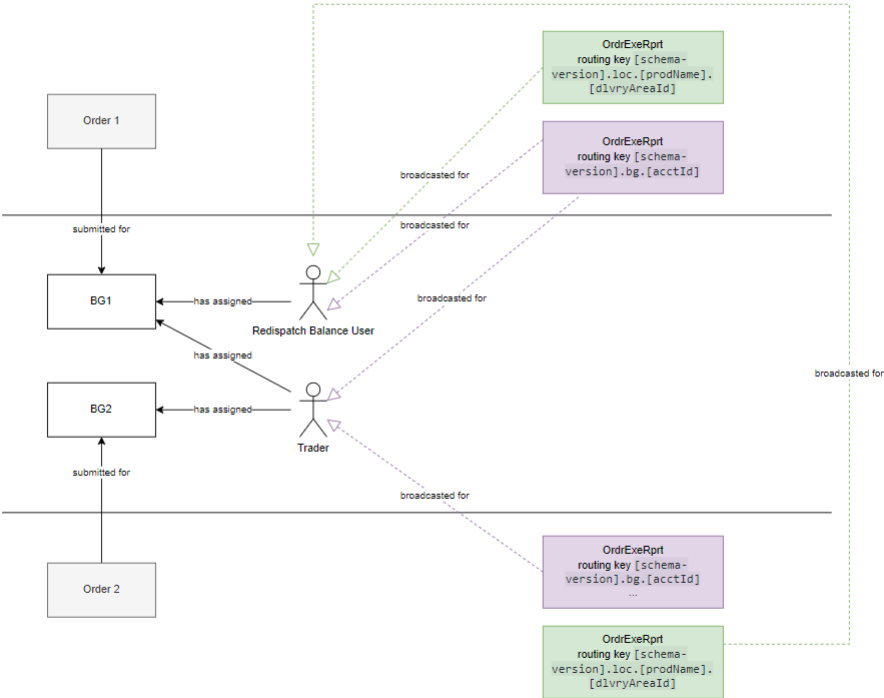 OrdrExeRprt
routing key [schema-
version].loc.[prodName].
[dlvryAreaId]
Order 1
OrdrExeRprt
routing key [schema-
version].bg.[acctId]
broadcasted for
submitted for
broadcasted for
BG1
has assigned
broadcasted for
Redispatch Balance User
has assigned
broadcasted for
BG2
has assigned
Trader
submitted for
broadcasted for
OrdrExeRprt
routing key [schema-
version].bg.[acctId]
...
Order 2
OrdrExeRprt
routing key [schema-
version].loc.[prodName].
[dlvryAreaId]